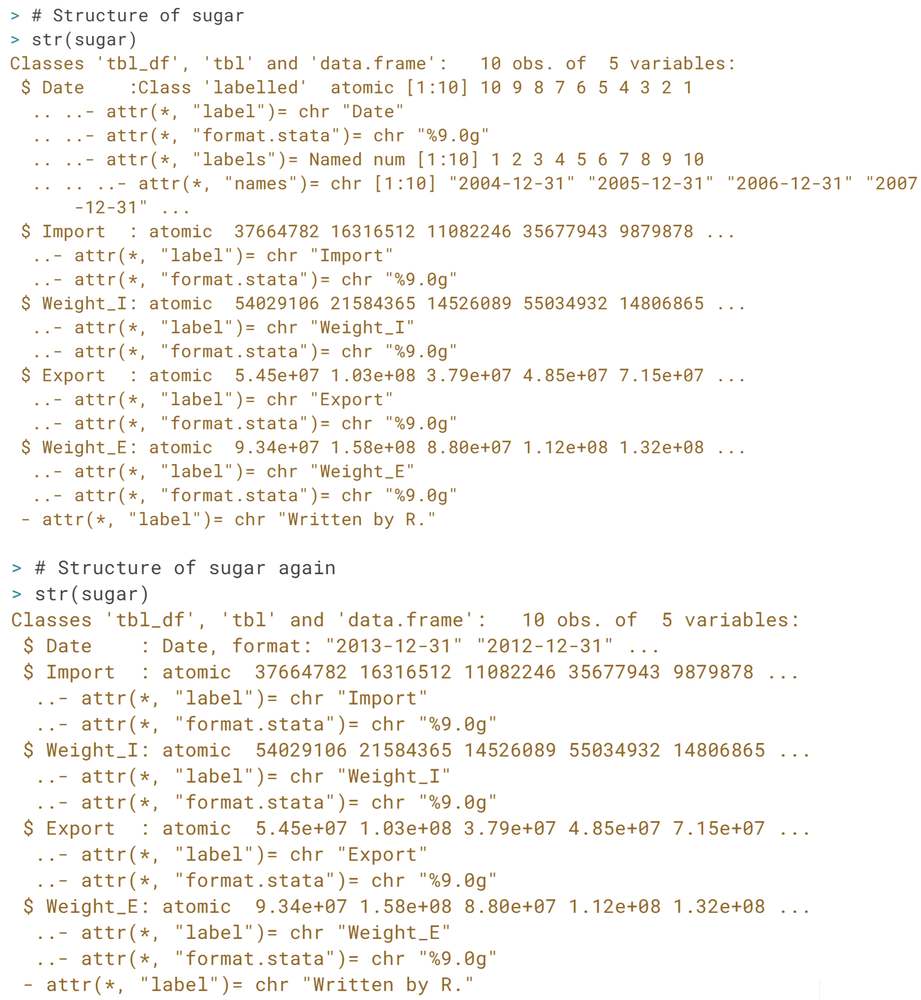 > # Structure of sugar
> str(sugar)
Classes 'tbl_df', 'tbl' and 'data.frame':   10 obs. of  5 variables:
 $ Date    :Class 'labelled'  atomic [1:10] 10 9 8 7 6 5 4 3 2 1
  .. ..- attr(*, "label")= chr "Date"
  .. ..- attr(*, "format.stata")= chr "%9.0g"
  .. ..- attr(*, "labels")= Named num [1:10] 1 2 3 4 5 6 7 8 9 10
  .. .. ..- attr(*, "names")= chr [1:10] "2004-12-31" "2005-12-31" "2006-12-31" "2007
      -12-31" ...
 $ Import  : atomic  37664782 16316512 11082246 35677943 9879878 ...
  ..- attr(*, "label")= chr "Import"
  ..- attr(*, "format.stata")= chr "%9.0g"
 $ Weight_I: atomic  54029106 21584365 14526089 55034932 14806865 ...
  ..- attr(*, "label")= chr "Weight_I"
  ..- attr(*, "format.stata")= chr "%9.0g"
 $ Export  : atomic  5.45e+07 1.03e+08 3.79e+07 4.85e+07 7.15e+07 ...
  ..- attr(*, "label")= chr "Export"
  ..- attr(*, "format.stata")= chr "%9.0g"
 $ Weight_E: atomic  9.34e+07 1.58e+08 8.80e+07 1.12e+08 1.32e+08 ...
  ..- attr(*, "label")= chr "Weight_E"
  ..- attr(*, "format.stata")= chr "%9.0g"
 - attr(*, "label")= chr "Written by R."
> # Structure of sugar again
> str(sugar)
Classes 'tbl_df', 'tbl' and 'data.frame':   10 obs. of  5 variables:
 $ Date    : Date, format: "2013-12-31" "2012-12-31" ...
 $ Import  : atomic  37664782 16316512 11082246 35677943 9879878 ...
  ..- attr(*, "label")= chr "Import"
  ..- attr(*, "format.stata")= chr "%9.0g"
 $ Weight_I: atomic  54029106 21584365 14526089 55034932 14806865 ...
  ..- attr(*, "label")= chr "Weight_I"
  ..- attr(*, "format.stata")= chr "%9.0g"
 $ Export  : atomic  5.45e+07 1.03e+08 3.79e+07 4.85e+07 7.15e+07 ...
  ..- attr(*, "label")= chr "Export"
  ..- attr(*, "format.stata")= chr "%9.0g"
 $ Weight_E: atomic  9.34e+07 1.58e+08 8.80e+07 1.12e+08 1.32e+08 ...
  ..- attr(*, "label")= chr "Weight_E"
  ..- attr(*, "format.stata")= chr "%9.0g"
 - attr(*, "label")= chr "Written by R."